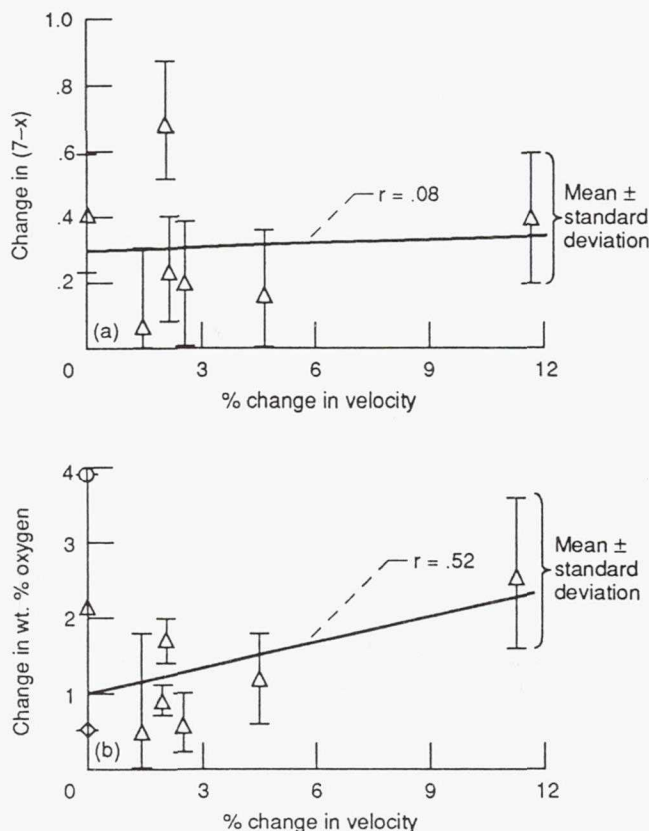 1.0
.8
.6
.4
.2
0
Change in (7–x)
r = .08
Mean ±
standard
deviation
(a)
3
6
9
12
% change in velocity
4
3
2
1
0
Change in wt. % oxygen
r = .52
Mean ±
standard
deviation
(b)
3
6
9
12
% change in velocity